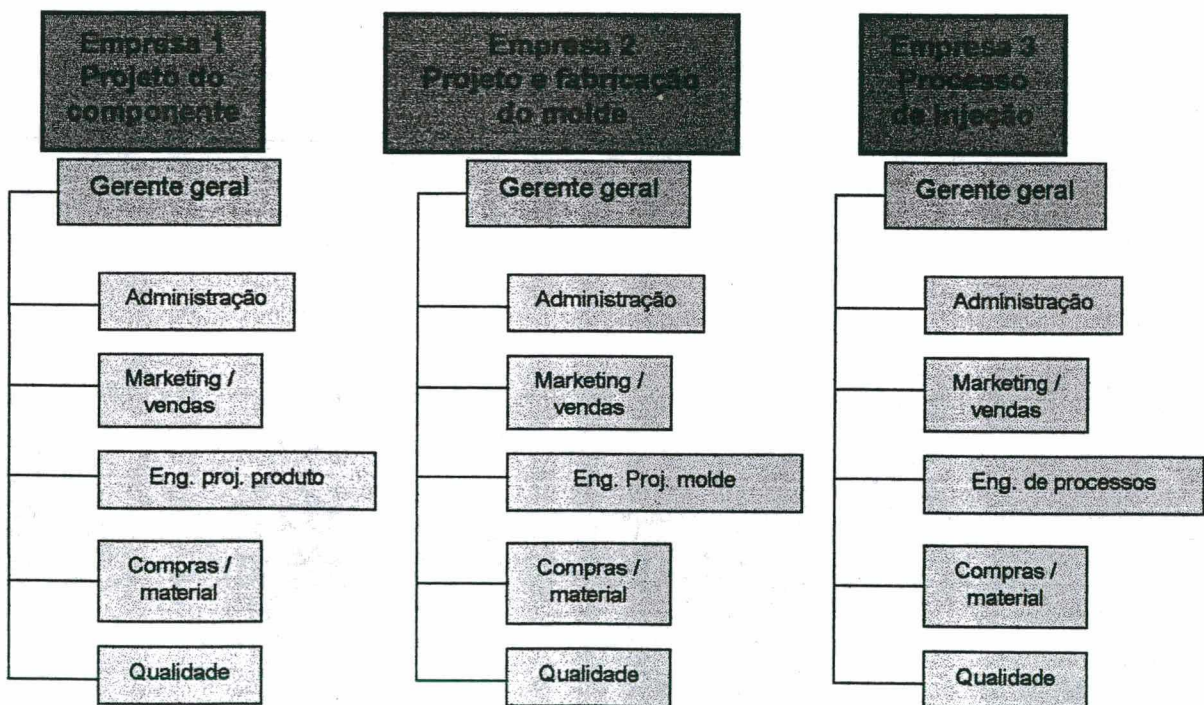 Empresa 1
Projeto do
componente
Gerente geral
Administração
Marketing /
vendas
Eng. proj. produto
Compras /
material
Qualidade
Empresa 2
Projeto e fabricação
do molde
Gerente geral
Administração
Marketing /
vendas
Eng. Proj. molde
Compras /
material
Qualidade
Empresa 3
Processo
de Injeção
Gerente geral
Administração
Marketing /
vendas
Eng. de processos
Compras /
material
Qualidade